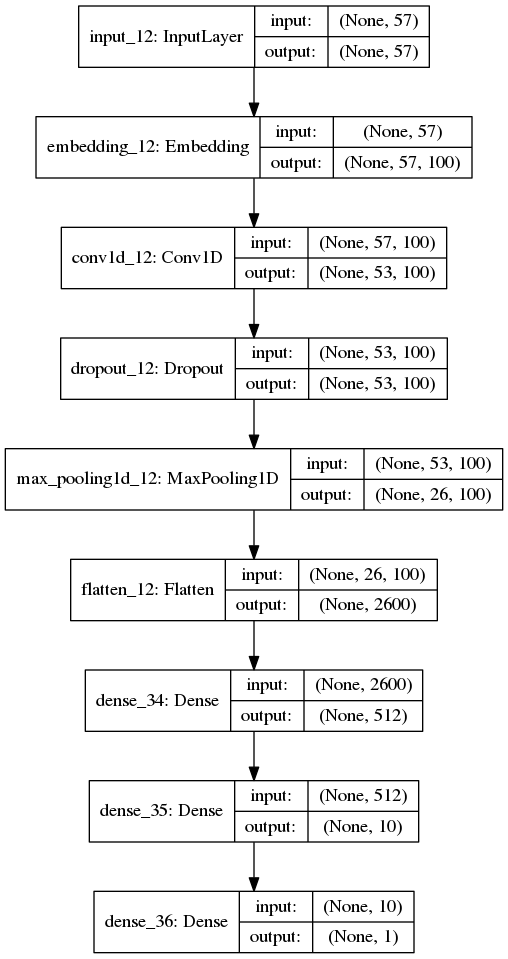 input_12: InputLayer
input: (None, 57)
output: (None, 57)
embedding_12: Embedding
input: (None, 57)
output: (None, 57, 100)
conv1d_12: Conv1D
input: (None, 57, 100)
output: (None, 53, 100)
dropout_12: Dropout
input: (None, 53, 100)
output: (None, 53, 100)
max_pooling1d_12: MaxPooling1D
input: (None, 53, 100)
output: (None, 26, 100)
flatten_12: Flatten
input: (None, 26, 100)
output: (None, 2600)
dense_34: Dense
input: (None, 2600)
output: (None, 512)
dense_35: Dense
input: (None, 512)
output: (None, 10)
dense_36: Dense
input: (None, 10)
output: (None, 1)